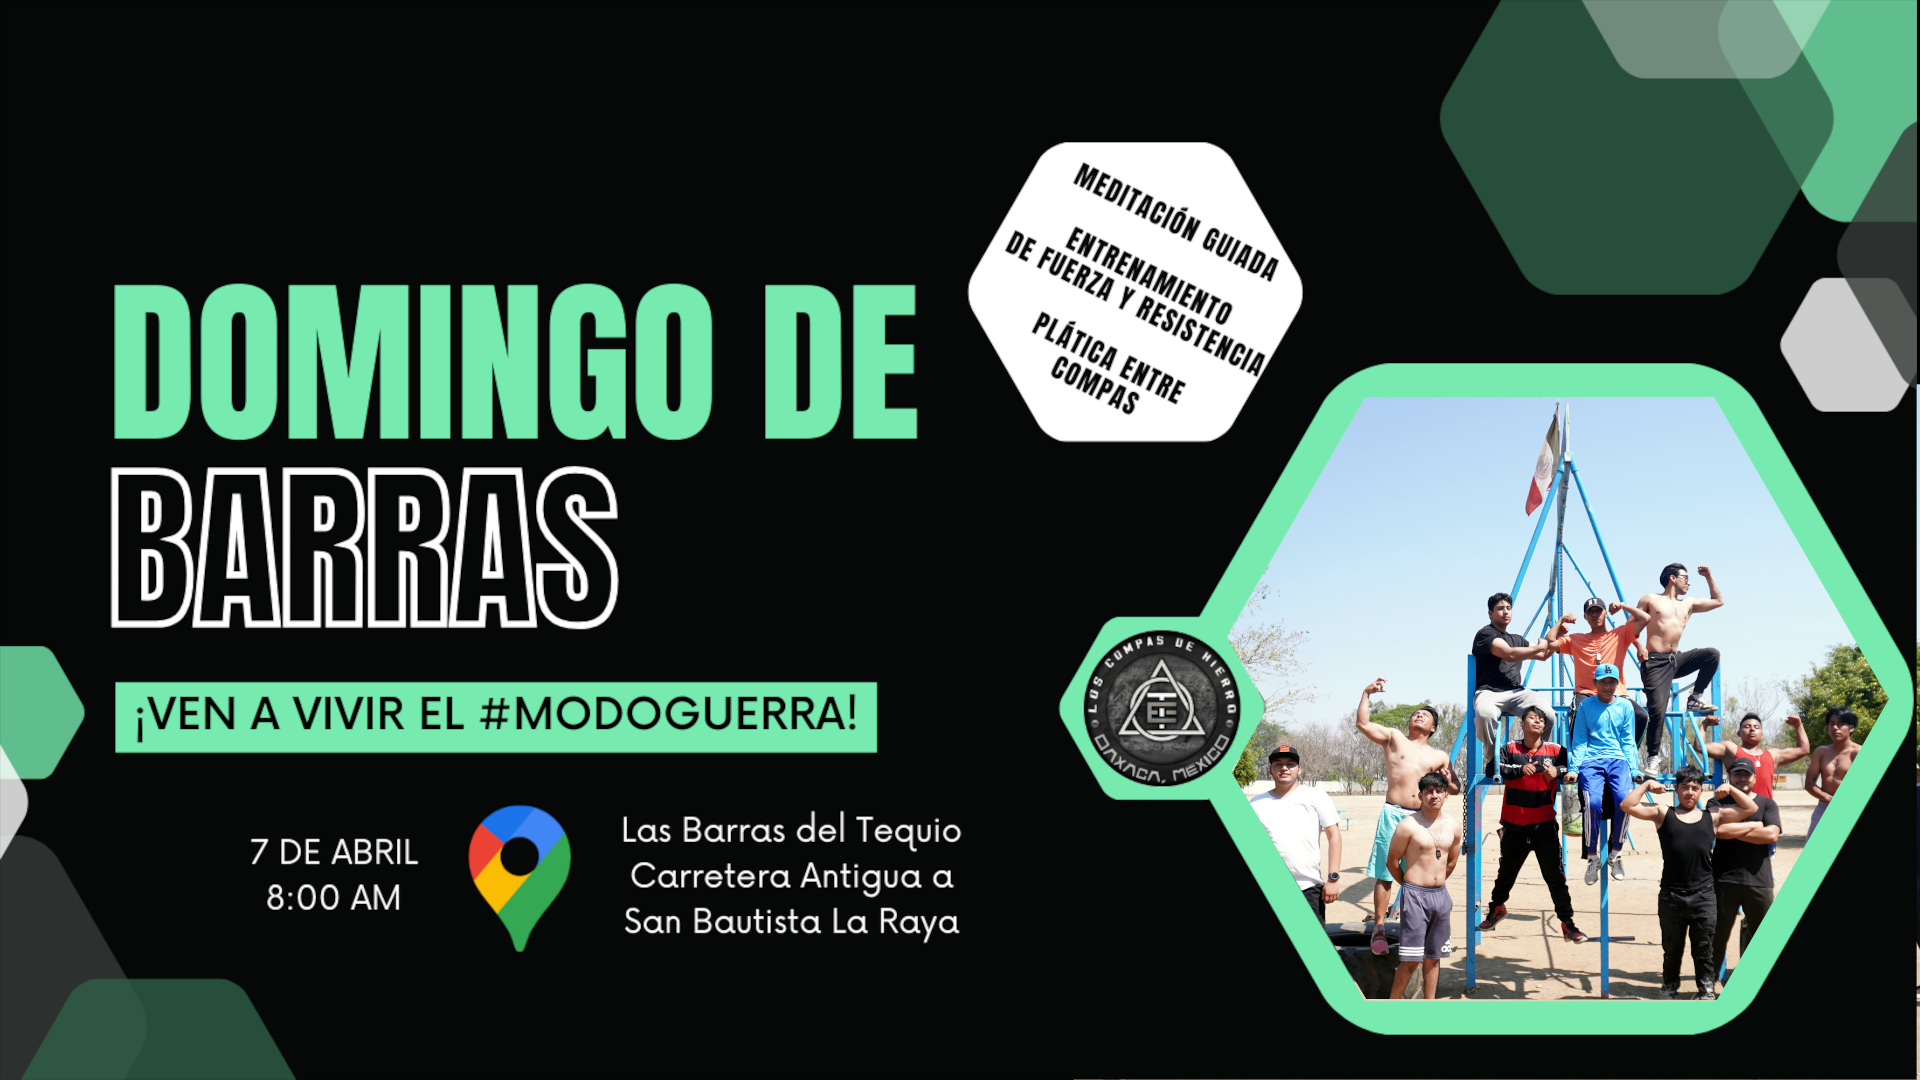 MEDITACIÓN GUIADA
ENTRENAMIENTO
DE FUERZA Y RESISTENCIA
PLÁTICA ENTRE
COMPAS
DOMINGO DE
BARRAS
¡VEN A VIVIR EL #MODOGUERRA!
7 DE ABRIL
8:00 AM
Las Barras del Tequio
Carretera Antigua a
San Bautista La Raya
LOS COMPAS DE HIERRO
OAXACA, MEXICO